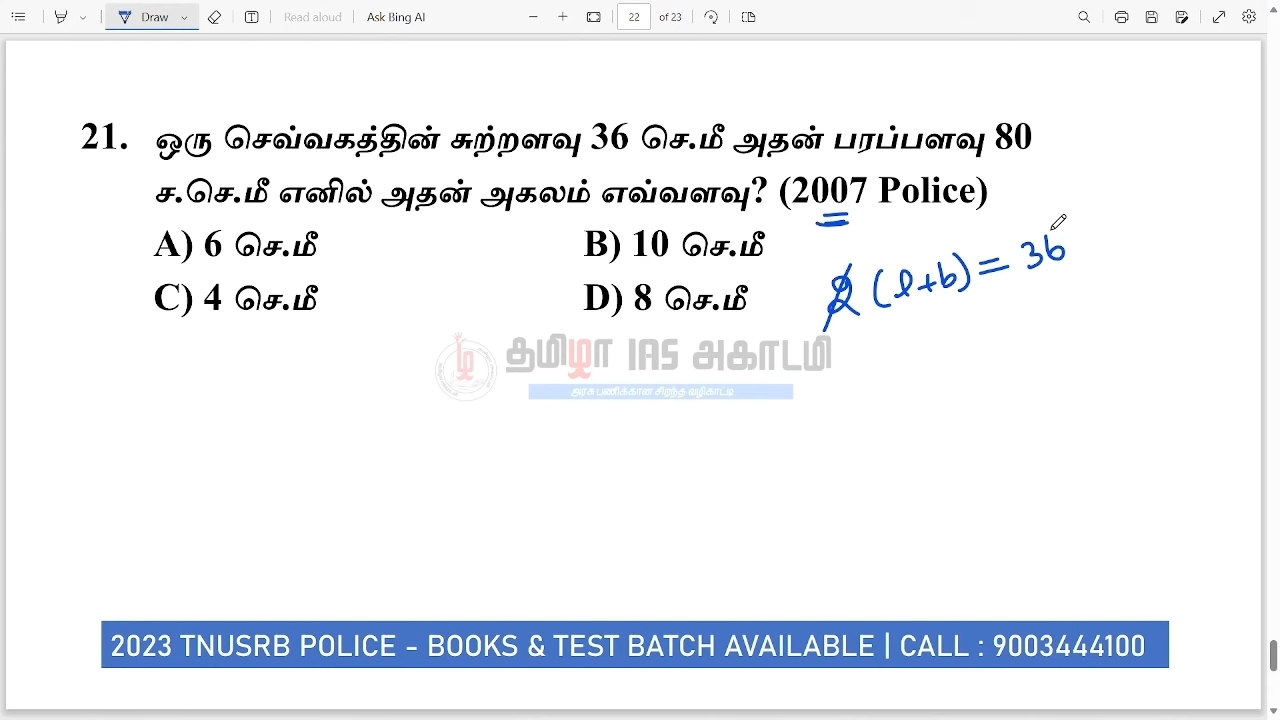 Draw
Read aloud
Ask Bing AI
22 of 23
21. ஒரு செவ்வகத்தின் சுற்றளவு 36 செ.மீ அதன் பரப்பளவு 80
ச.செ.மீ எனில் அதன் அகலம் எவ்வளவு? (2007 Police)
A) 6 செ.மீ B) 10 செ.மீ
C) 4 செ.மீ D) 8 செ.மீ
2 (l+b) = 36
தமிழா IAS அகாடமி
அரசு பணிக்கான சிறந்த வழிகாட்டி
2023 TNUSRB POLICE - BOOKS & TEST BATCH AVAILABLE | CALL : 9003444100